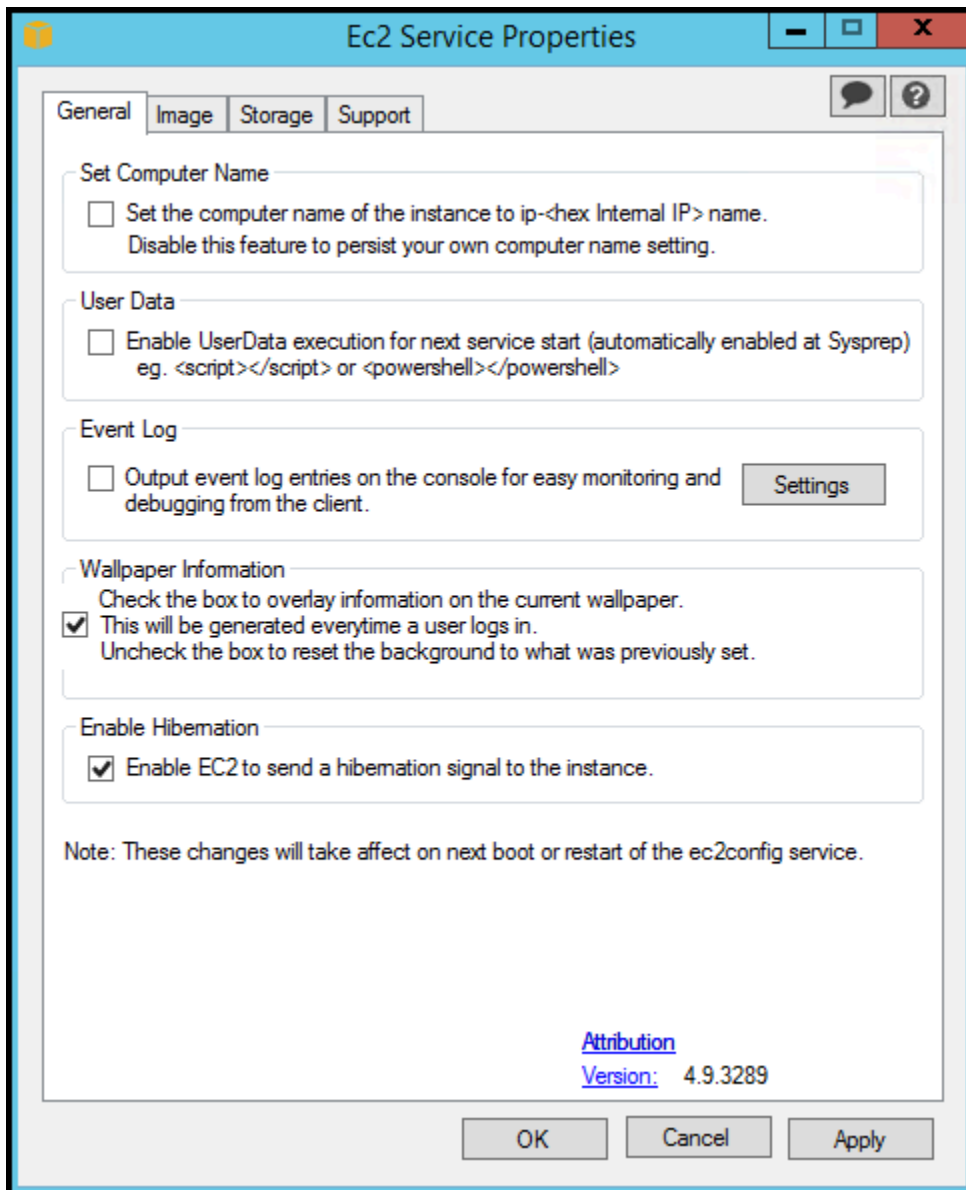 Ec2 Service Properties
General
Image
Storage
Support
Set Computer Name
Set the computer name of the instance to ip-<hex Internal IP> name.
Disable this feature to persist your own computer name setting.
User Data
Enable UserData execution for next service start (automatically enabled at Sysprep)
eg. <script></script> or <powershell></powershell>
Event Log
Output event log entries on the console for easy monitoring and
debugging from the client.
Settings
Wallpaper Information
Check the box to overlay information on the current wallpaper.
This will be generated everytime a user logs in.
Uncheck the box to reset the background to what was previously set.
Enable Hibernation
Enable EC2 to send a hibernation signal to the instance.
Note: These changes will take affect on next boot or restart of the ec2config service.
Attribution
Version: 4.9.3289
OK
Cancel
Apply